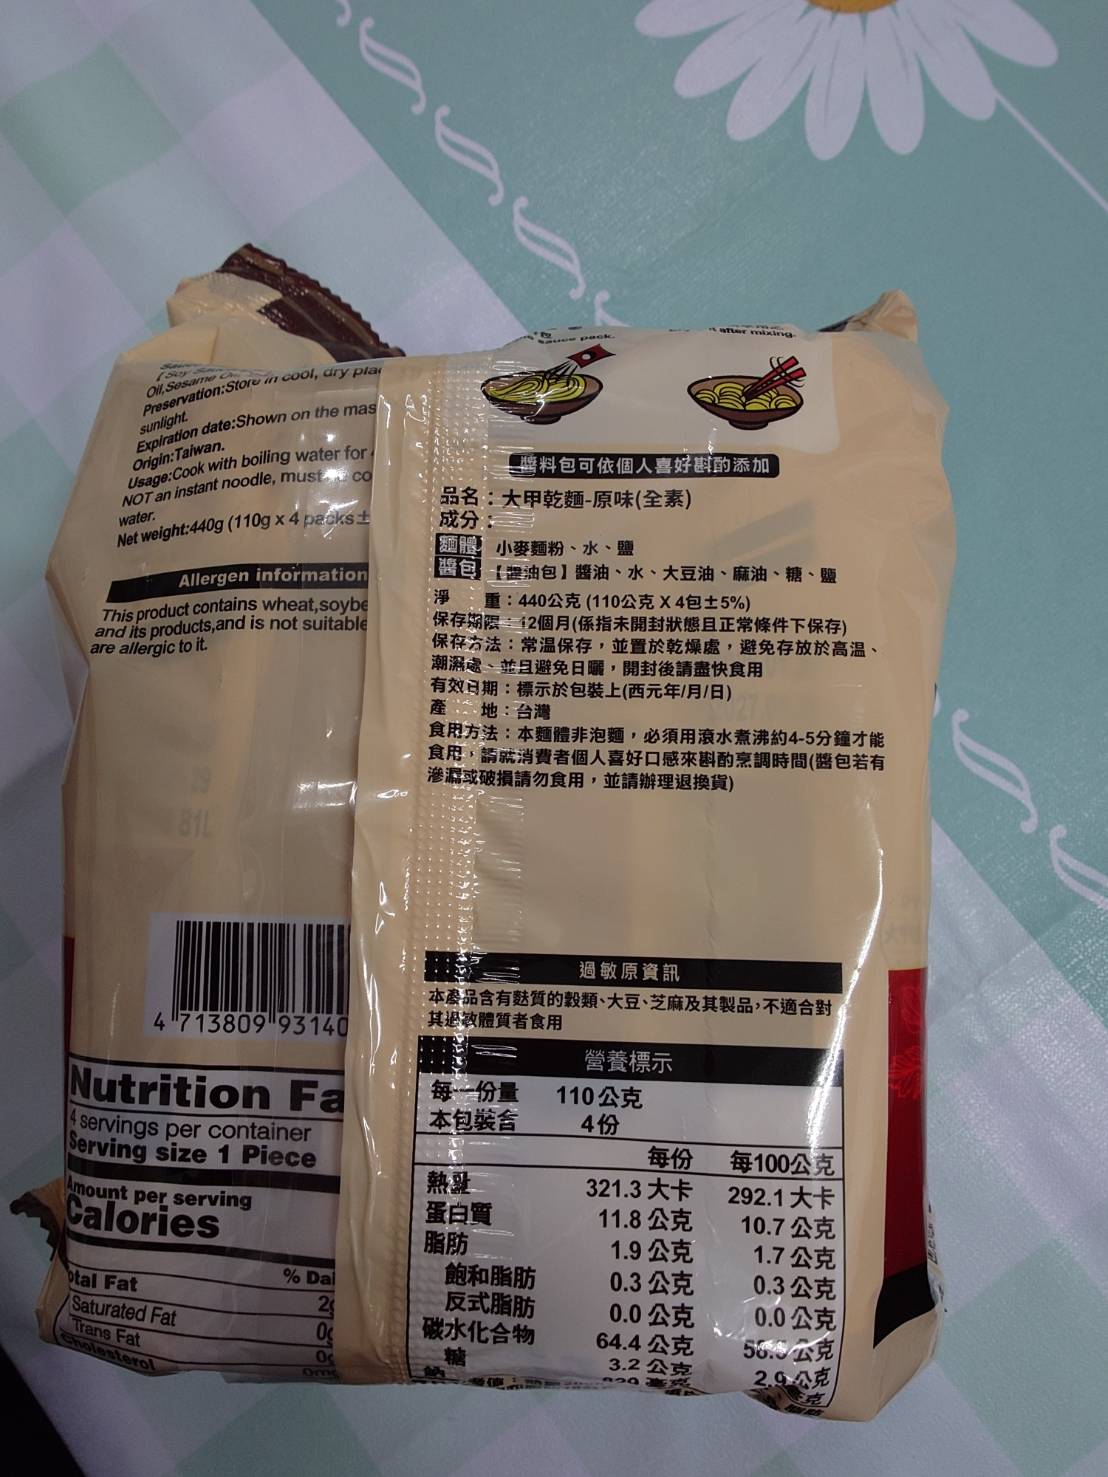 sauce pack.
after mixing.
Oil,Sesame
Preservation:Store in cool, dry
sunlight.
Expiration date:Shown on the
Origin:Taiwan.
Usage:Cook with boiling water for
NOT an instant noodle,
water.
Net weight:440g (110g x 4 packs±
Allergen information
This product contains wheat,
and its products,and is not suitable
are allergic to it.
4 713809 93140
Nutrition
4 servings per container
Serving size 1 Piece
Amount per serving
Calories
%
Total Fat
Saturated Fat
Trans Fat
Cholesterol
醬料包可依個人喜好斟酌添加
品名：大甲乾麵-原味(全素)
成分：
麵體 小麥麵粉、水、鹽
醬包【醬油包】醬油、水、大豆油、麻油、糖、鹽
淨 重：440公克 (110公克 X 4包±5%)
保存期限：12個月(係指未開封狀態且正常條件下保存)
保存方法：常温保存，並置於乾燥處，避免存放於高温、
潮濕處、並且避免日曬，開封後請盡快食用
有效日期：標示於包裝上(西元年/月/日)
產 地：台灣
食用方法：本麵體非泡麵，必須用滾水煮沸約4-5分鐘才能
食用，請就消費者個人喜好口感來斟酌烹調時間(醬包若有
滲漏或破損請勿食用，並請辦理退換貨)
過敏原資訊
本產品含有麩質的穀類、大豆、芝麻及其製品，不適合對
其過敏體質者食用
營養標示
每一份量 110公克
本包裝含 4份
每份 每100公克
熱量 321.3 大卡 292.1 大卡
蛋白質 11.8 公克 10.7 公克
脂肪 1.9 公克 1.7 公克
飽和脂肪 0.3 公克 0.3 公克
反式脂肪 0.0 公克 0.0 公克
碳水化合物 64.4 公克 58.5 公克
糖 3.2 公克 2.9 公克
鈉